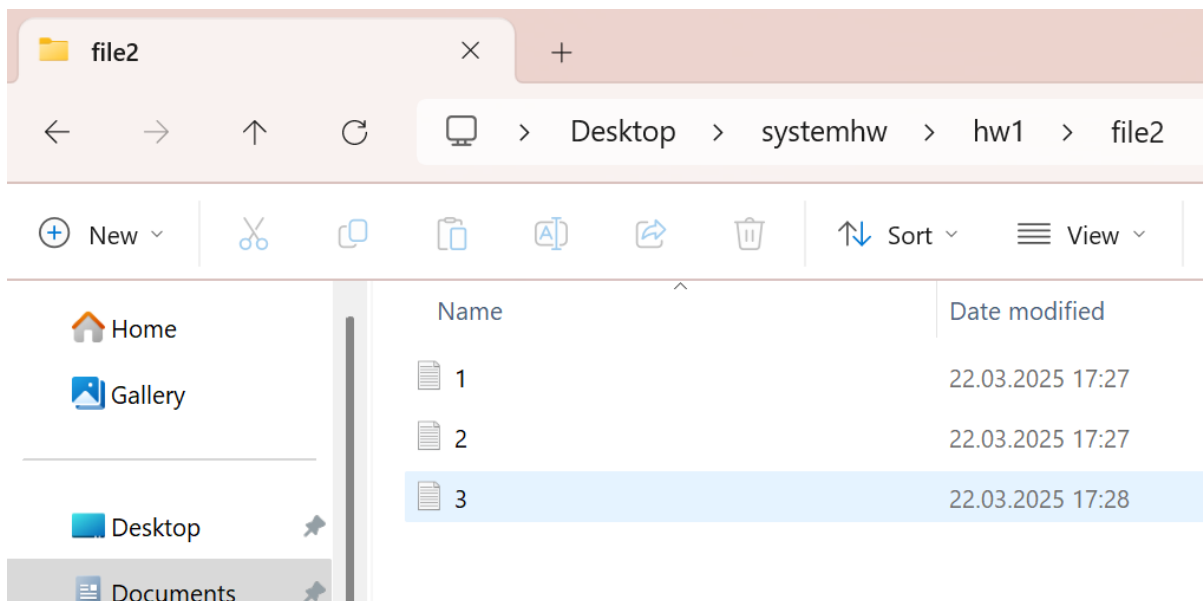 file2
Desktop > systemhw > hw1 > file2
New Sort View
Home
Gallery
Desktop
Documents
Name Date modified
1 22.03.2025 17:27
2 22.03.2025 17:27
3 22.03.2025 17:28